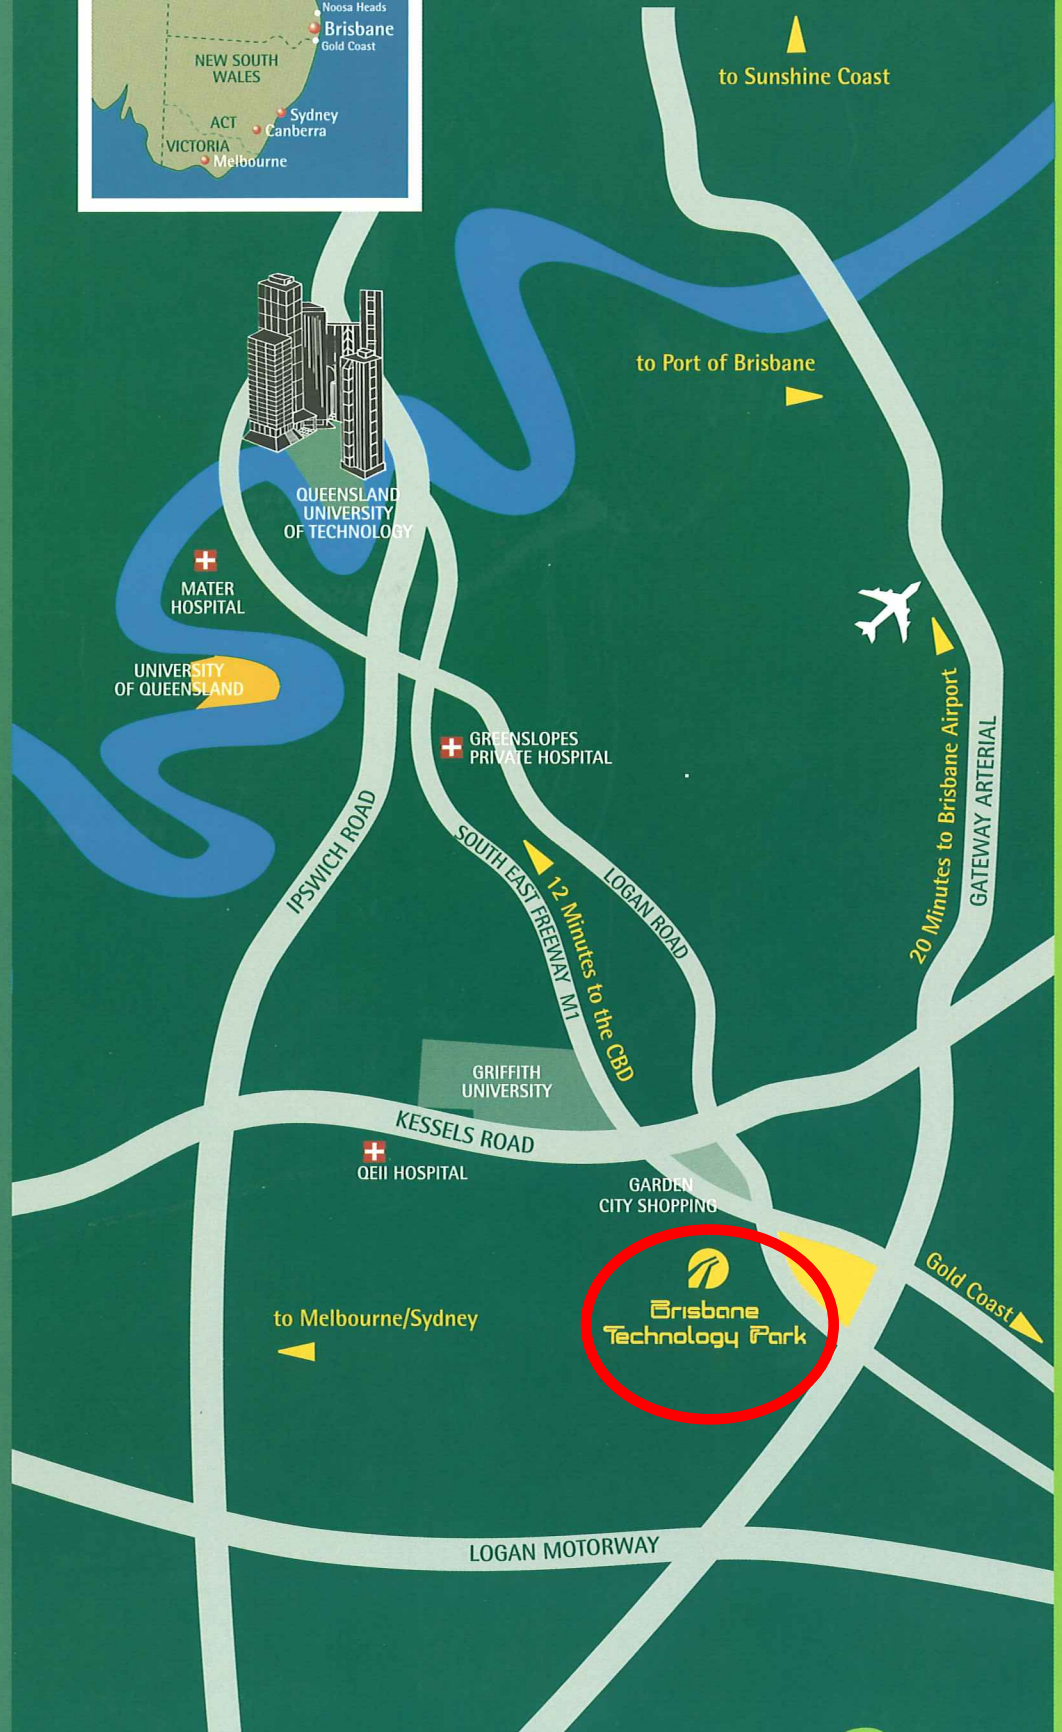 Noosa Heads
Brisbane
Gold Coast
NEW SOUTH
WALES
Sydney
ACT
Canberra
VICTORIA
Melbourne
to Sunshine Coast
to Port of Brisbane
QUEENSLAND
UNIVERSITY
OF TECHNOLOGY
MATER
HOSPITAL
UNIVERSITY
OF QUEENSLAND
GREENSLOPES
PRIVATE HOSPITAL
20 Minutes to Brisbane Airport
GATEWAY ARTERIAL
IPSWICH ROAD
SOUTH EAST FREEWAY M1
12 Minutes to the CBD
LOGAN ROAD
GRIFFITH
UNIVERSITY
KESSELS ROAD
QEII HOSPITAL
GARDEN
CITY SHOPPING
Brisbane
Technology Park
Gold Coast
to Melbourne/Sydney
LOGAN MOTORWAY